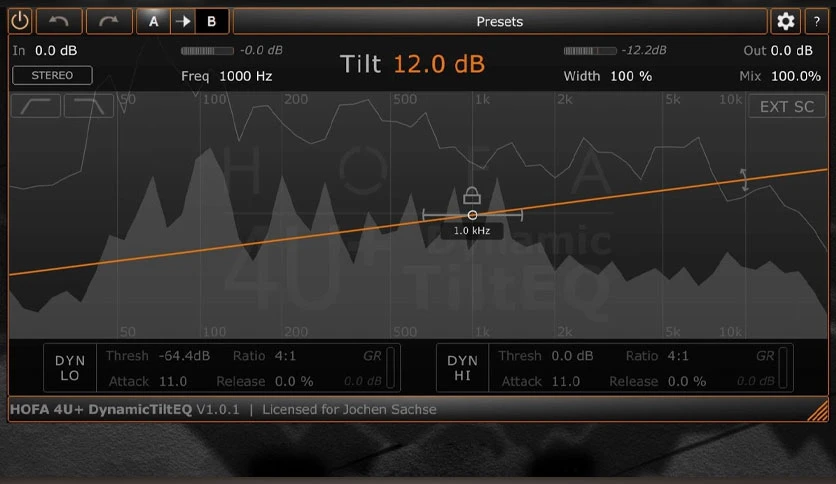 A B Presets ?
In 0.0 dB -0.0 dB Tilt 12.0 dB -12.2dB Out 0.0 dB
STEREO Freq 1000 Hz Width 100 % Mix 100.0%
50 100 200 500 1k 2k 5k 10k EXT SC
HOFA
1.0 kHz
Dynamic
4U+ TiltEQ
50 100 200 500 1k 2k 5k 10k
DYN LO Thresh -64.4dB Ratio 4:1 GR
Attack 11.0 Release 0.0 % 0.0 dB
DYN HI Thresh 0.0 dB Ratio 4:1 GR
Attack 11.0 Release 0.0 % 0.0 dB
HOFA 4U+ DynamicTiltEQ V1.0.1 | Licensed for Jochen Sachse